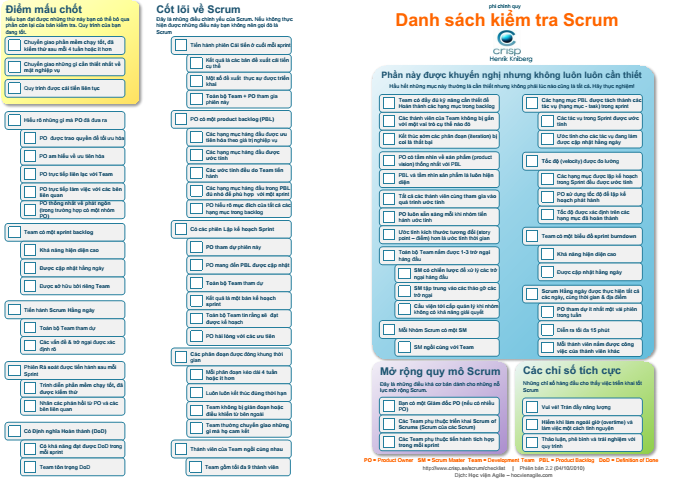 Điểm mấu chốt
Nếu bạn đạt được những thứ này bạn có thể bỏ qua
phần còn lại của bản kiểm tra. Quy trình của bạn
đang tốt.
Chuyển giao phần mềm chạy tốt, đã
kiểm thử sau mỗi 4 tuần hoặc ít hơn
Chuyển giao những gì cần thiết nhất về
mặt nghiệp vụ
Quy trình được cải tiến liên tục
Hiểu rõ những gì mà PO đã đưa ra
PO được trao quyền để tối ưu hóa
PO am hiểu về ưu tiên hóa
PO trực tiếp liên lạc với Team
PO trực tiếp làm việc với các bên
liên quan
PO thống nhất về phát ngôn
(trong trường hợp có một nhóm
PO)
Team có một sprint backlog
Khả năng hiện diện cao
Được cập nhật hằng ngày
Được sở hữu bởi riêng Team
Tiến hành Scrum Hằng ngày
Toàn bộ Team tham dự
Các vấn đề & trở ngại được xác
định rõ
Phiên Rà soát được tiến hành sau mỗi
Sprint
Trình diễn phần mềm chạy tốt, đã
được kiểm thử
Nhận các phản hồi từ PO và các
bên liên quan
Có Định nghĩa Hoàn thành (DoD)
Có khả năng đạt được DoD trong
mỗi sprint
Team tôn trọng DoD
Cốt lõi về Scrum
Đây là những điều chính yếu của Scrum. Nếu không thực
hiện được những điều này bạn không nên gọi đó là
Scrum
Tiến hành phiên Cải tiến ở cuối mỗi sprint
Kết quả là các bản đề xuất cải tiến
cụ thể
Một số đề xuất thực sự được triển
khai
Toàn bộ Team + PO tham gia
phiên này
PO có một product backlog (PBL)
Các hạng mục hàng đầu được ưu
tiên hóa theo giá trị nghiệp vụ
Các hạng mục hàng đầu được
ước tính
Các ước tính đều do Team tiến
hành
Các hạng mục hàng đầu trong PBL
đủ nhỏ để phù hợp với một sprint
PO hiểu rõ mục đích của tất cả các
hạng mục trong backlog
Có các phiên Lập kế hoạch Sprint
PO tham dự phiên này
PO mang đến PBL được cập nhật
Toàn bộ Team tham dự
Kết quả là một bản kế hoạch
sprint
Toàn bộ Team tin rằng sẽ đạt
được kế hoạch
PO hài lòng với các ưu tiên
Các phân đoạn được đóng khung thời
gian
Mỗi phân đoạn kéo dài 4 tuần
hoặc ít hơn
Luôn luôn kết thúc đúng thời hạn
Team không bị gián đoạn hoặc
điều khiển từ bên ngoài
Team thường chuyển giao những
gì mà họ cam kết
Thành viên của Team ngồi cùng nhau
Team gồm tối đa 9 thành viên
phi chính quy
Danh sách kiểm tra Scrum
crisp
Henrik Kniberg
Phần này được khuyến nghị nhưng không luôn luôn cần thiết
Hầu hết những mục này thường là cần thiết nhưng không phải lúc nào cũng là tất cả. Hãy thực nghiệm!
Team có đầy đủ kỹ năng cần thiết để
Hoàn thành các hạng mục trong backlog
Các thành viên của Team không bị gắn
với một vai trò cụ thể nào đó
Kết thúc sớm các phân đoạn (iteration) bị
coi là thất bại
PO có tầm nhìn về sản phẩm (product
vision) thống nhất với PBL
PBL và tầm nhìn sản phẩm là luôn hiện
diện
Tất cả các thành viên cùng tham gia vào
quá trình ước tính
PO luôn sẵn sàng mỗi khi nhóm tiến
hành ước tính
Ước tính kích thước tương đối (story
point – điểm) hơn là ước tính thời gian
Toàn bộ Team nắm được 1-3 trở ngại
hàng đầu
SM có chiến lược để xử lý các trở
ngại hàng đầu
SM tập trung vào các tháo gỡ các
trở ngại
Cầu viện tới cấp quản lý khi nhóm
không có khả năng giải quyết
Mỗi Nhóm Scrum có một SM
SM ngồi cùng với Team
Các hạng mục PBL được tách thành các
tác vụ (hạng mục - task) trong sprint
Các tác vụ trong Sprint được ước
tính
Ước tính cho các tác vụ đang làm
được cập nhật hằng ngày
Tốc độ (velocity) được đo lường
Các hạng mục được lập kế hoạch
trong Sprint đều được ước tính
PO sử dụng tốc độ để lập kế
hoạch phát hành
Tốc độ được xác định trên các
hạng mục đã hoàn thành
Team có một biểu đồ sprint burndown
Khả năng hiện diện cao
Được cập nhật hằng ngày
Scrum Hằng ngày được thực hiện tất cả
các ngày, cùng thời gian & địa điểm
PO tham dự ít nhất một vài phiên
trong tuần
Diễn ra tối đa 15 phút
Mỗi thành viên nắm được công
việc của thành viên khác
Mở rộng quy mô Scrum
Đây là những điều khá cơ bản dành cho những nỗ
lực mở rộng Scrum.
Bạn có một Giám đốc PO (nếu có nhiều
PO)
Các Team phụ thuộc triển khai Scrum of
Scrums (Scrum của các Scrum)
Các Team phụ thuộc tiến hành tích hợp
trong mỗi sprint
Các chỉ số tích cực
Những chỉ số hàng đầu cho thấy việc triển khai tốt
Scrum
Vui vẻ! Tràn đầy năng lượng
Hiếm khi làm ngoài giờ (overtime) và
làm việc một cách tình nguyện
Thảo luận, phê bình và trải nghiệm với
quy trình
PO = Product Owner SM = Scrum Master Team = Development Team PBL = Product Backlog DoD = Definition of Done
http://www.crisp.se/scrum/checklist | Phiên bản 2.2 (04/10/2010)
Dịch: Học viện Agile – hocvienagile.com